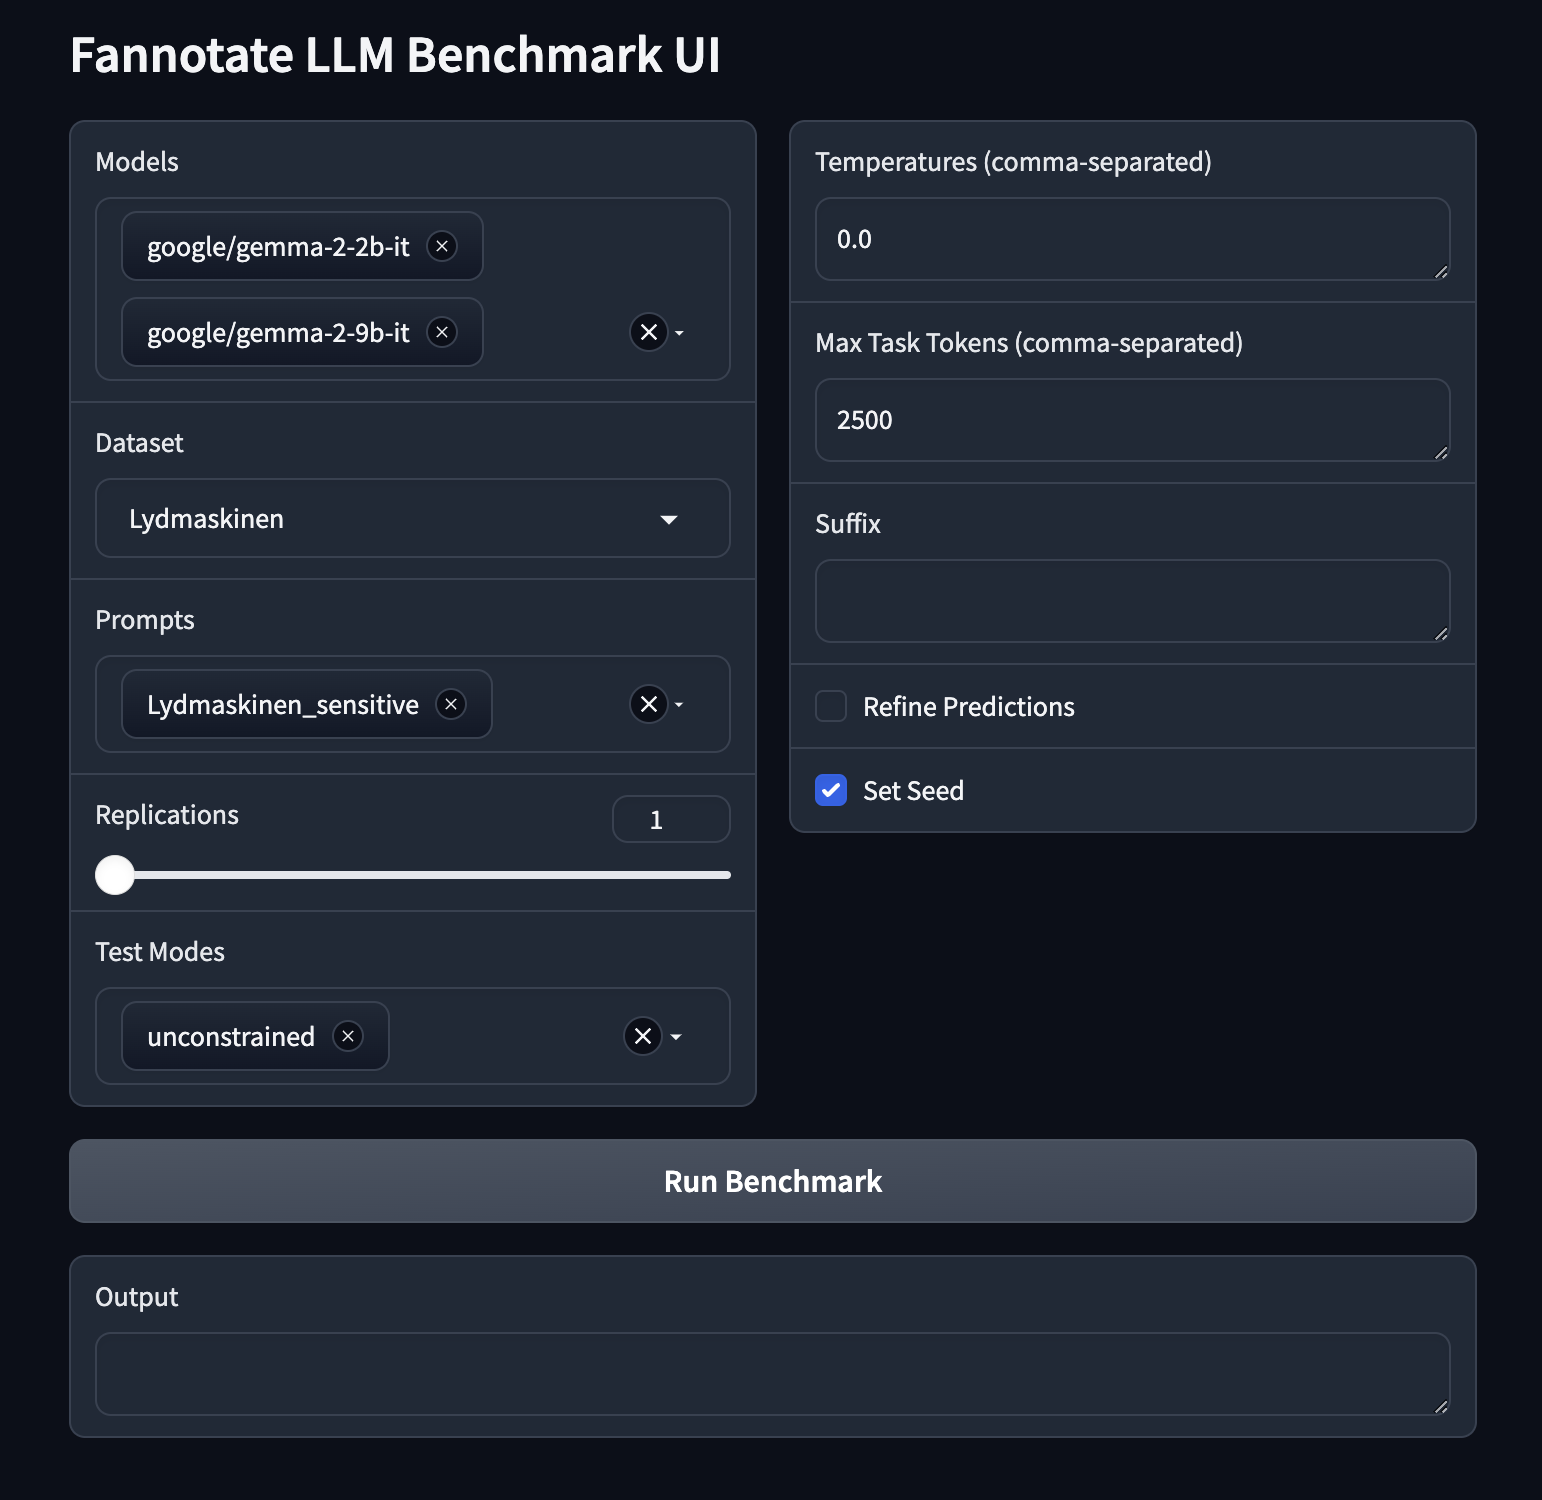 Fannotate LLM Benchmark UI
Models
google/gemma-2-2b-it
google/gemma-2-9b-it
Dataset
Lydmaskinen
Prompts
Lydmaskinen_sensitive
Replications
1
Test Modes
unconstrained
Temperatures (comma-separated)
0.0
Max Task Tokens (comma-separated)
2500
Suffix
Refine Predictions
Set Seed
Run Benchmark
Output